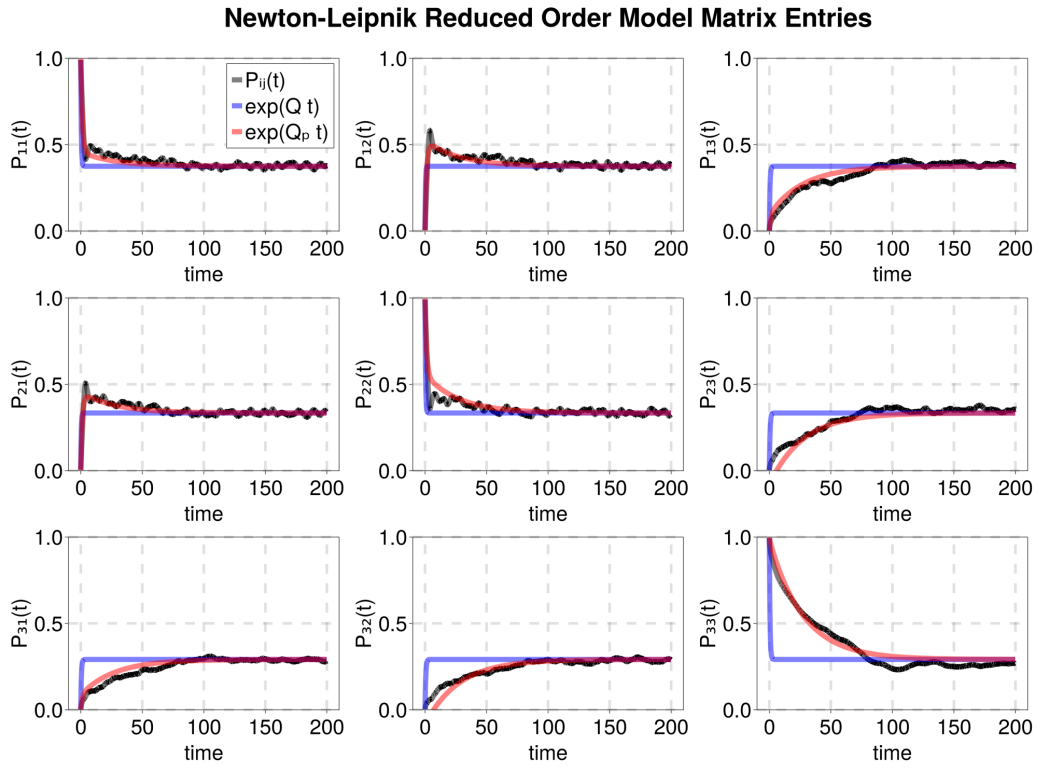 Newton-Leipnik Reduced Order Model Matrix Entries
P₁₁(t)
1.0
0.5
0.0
0 50 100 150 200
time
Pᵢⱼ(t)
exp(Q t)
exp(Qₚ t)
P₁₂(t)
1.0
0.5
0.0
0 50 100 150 200
time
P₁₃(t)
1.0
0.5
0.0
0 50 100 150 200
time
P₂₁(t)
1.0
0.5
0.0
0 50 100 150 200
time
P₂₂(t)
1.0
0.5
0.0
0 50 100 150 200
time
P₂₃(t)
1.0
0.5
0.0
0 50 100 150 200
time
P₃₁(t)
1.0
0.5
0.0
0 50 100 150 200
time
P₃₂(t)
1.0
0.5
0.0
0 50 100 150 200
time
P₃₃(t)
1.0
0.5
0.0
0 50 100 150 200
time